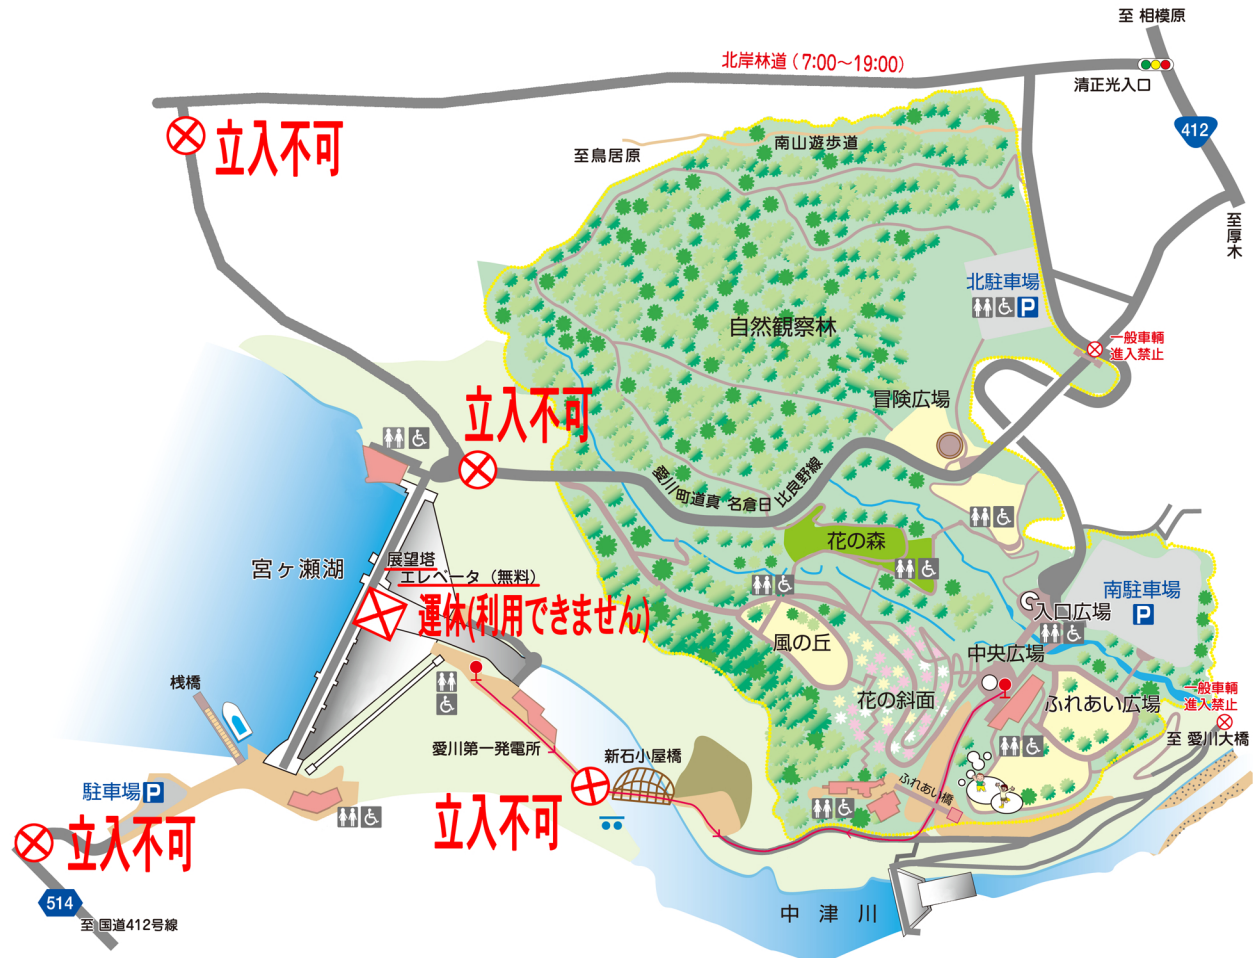 至 相模原
北岸林道（7:00～19:00）
清正光入口
412
立入不可
南山遊歩道
至鳥居原
至厚木
北駐車場
P
自然観察林
一般車輌
進入禁止
冒険広場
立入不可
愛川町道真 名倉日 比良野線
花の森
展望塔
エレベータ（無料）
宮ヶ瀬湖
運休(利用できません)
南駐車場
P
入口広場
風の丘
中央広場
桟橋
花の斜面
ふれあい広場
一般車輌
進入禁止
至 愛川大橋
愛川第一発電所
新石小屋橋
ふれあい橋
駐車場P
立入不可
立入不可
514
至 国道412号線
中津川